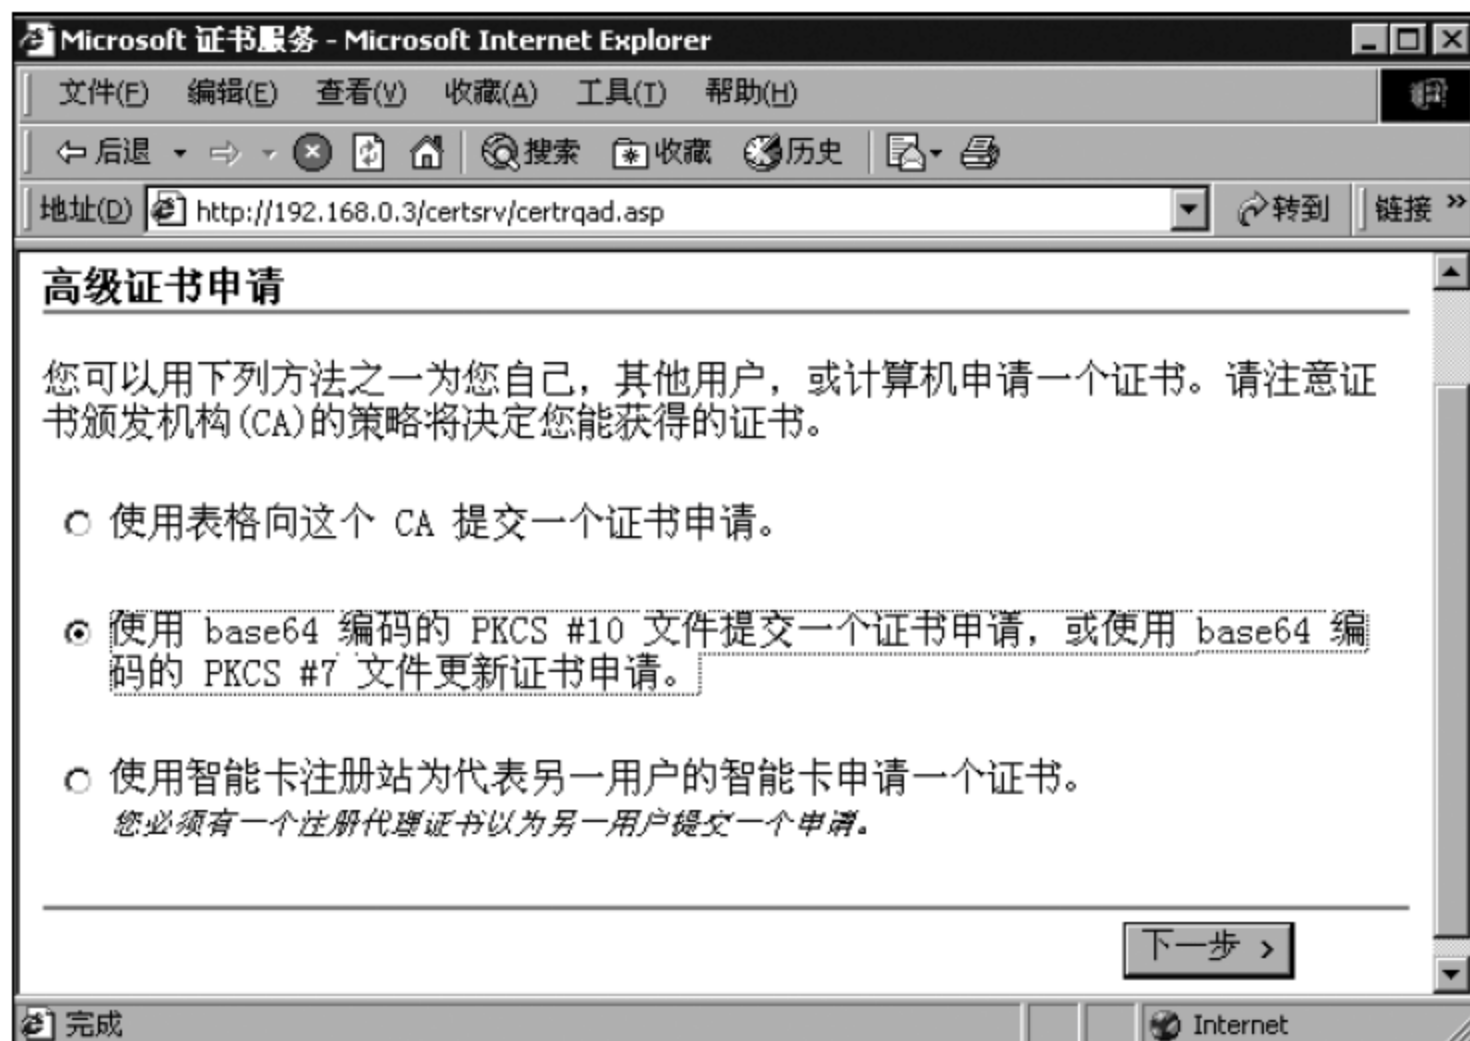 Microsoft 证书服务 - Microsoft Internet Explorer
文件(F) 编辑(E) 查看(V) 收藏(A) 工具(T) 帮助(H)
后退 搜索 收藏 历史
地址(D) http://192.168.0.3/certsrv/certrqad.asp 转到 链接 »
高级证书申请
您可以用下列方法之一为您自己，其他用户，或计算机申请一个证书。请注意证
书颁发机构(CA)的策略将决定您能获得的证书。
使用表格向这个 CA 提交一个证书申请。
使用 base64 编码的 PKCS #10 文件提交一个证书申请，或使用 base64 编
码的 PKCS #7 文件更新证书申请。
使用智能卡注册站为代表另一用户的智能卡申请一个证书。
您必须有一个注册代理证书以为另一用户提交一个申请。
下一步 >
完成 Internet